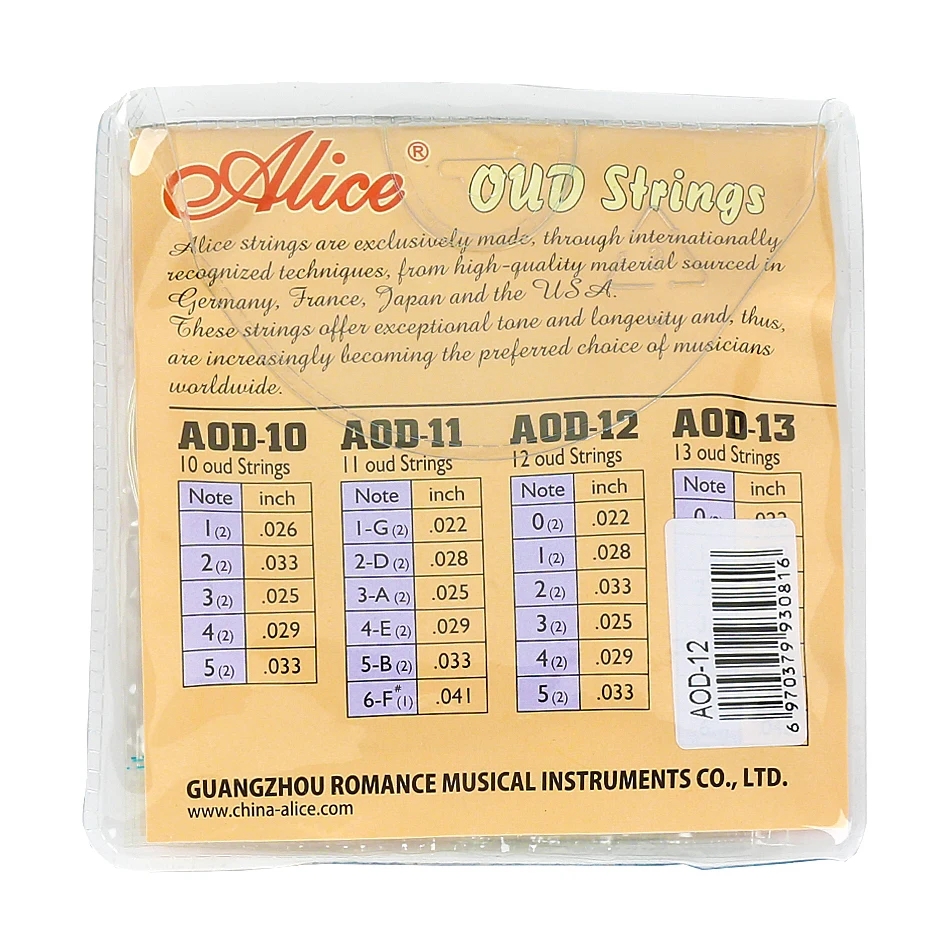 Alice®
OUD Strings
Alice strings are exclusively made, through internationally
recognized techniques, from high-quality material sourced in
Germany, France, Japan and the USA.
These strings offer exceptional tone and longevity and, thus,
are increasingly becoming the preferred choice of musicians
worldwide.
AOD-10
10 oud Strings
Note inch
1(2) .026
2(2) .033
3(2) .025
4(2) .029
5(2) .033
AOD-11
11 oud Strings
Note inch
1-G(2) .022
2-D(2) .028
3-A(2) .025
4-E(2) .029
5-B(2) .033
6-F#(1) .041
AOD-12
12 oud Strings
Note inch
0(2) .022
1(2) .028
2(2) .033
3(2) .025
4(2) .029
5(2) .033
AOD-13
13 oud Strings
Note inch
AOD-12
6970379930816
GUANGZHOU ROMANCE MUSICAL INSTRUMENTS CO., LTD.
www.china-alice.com